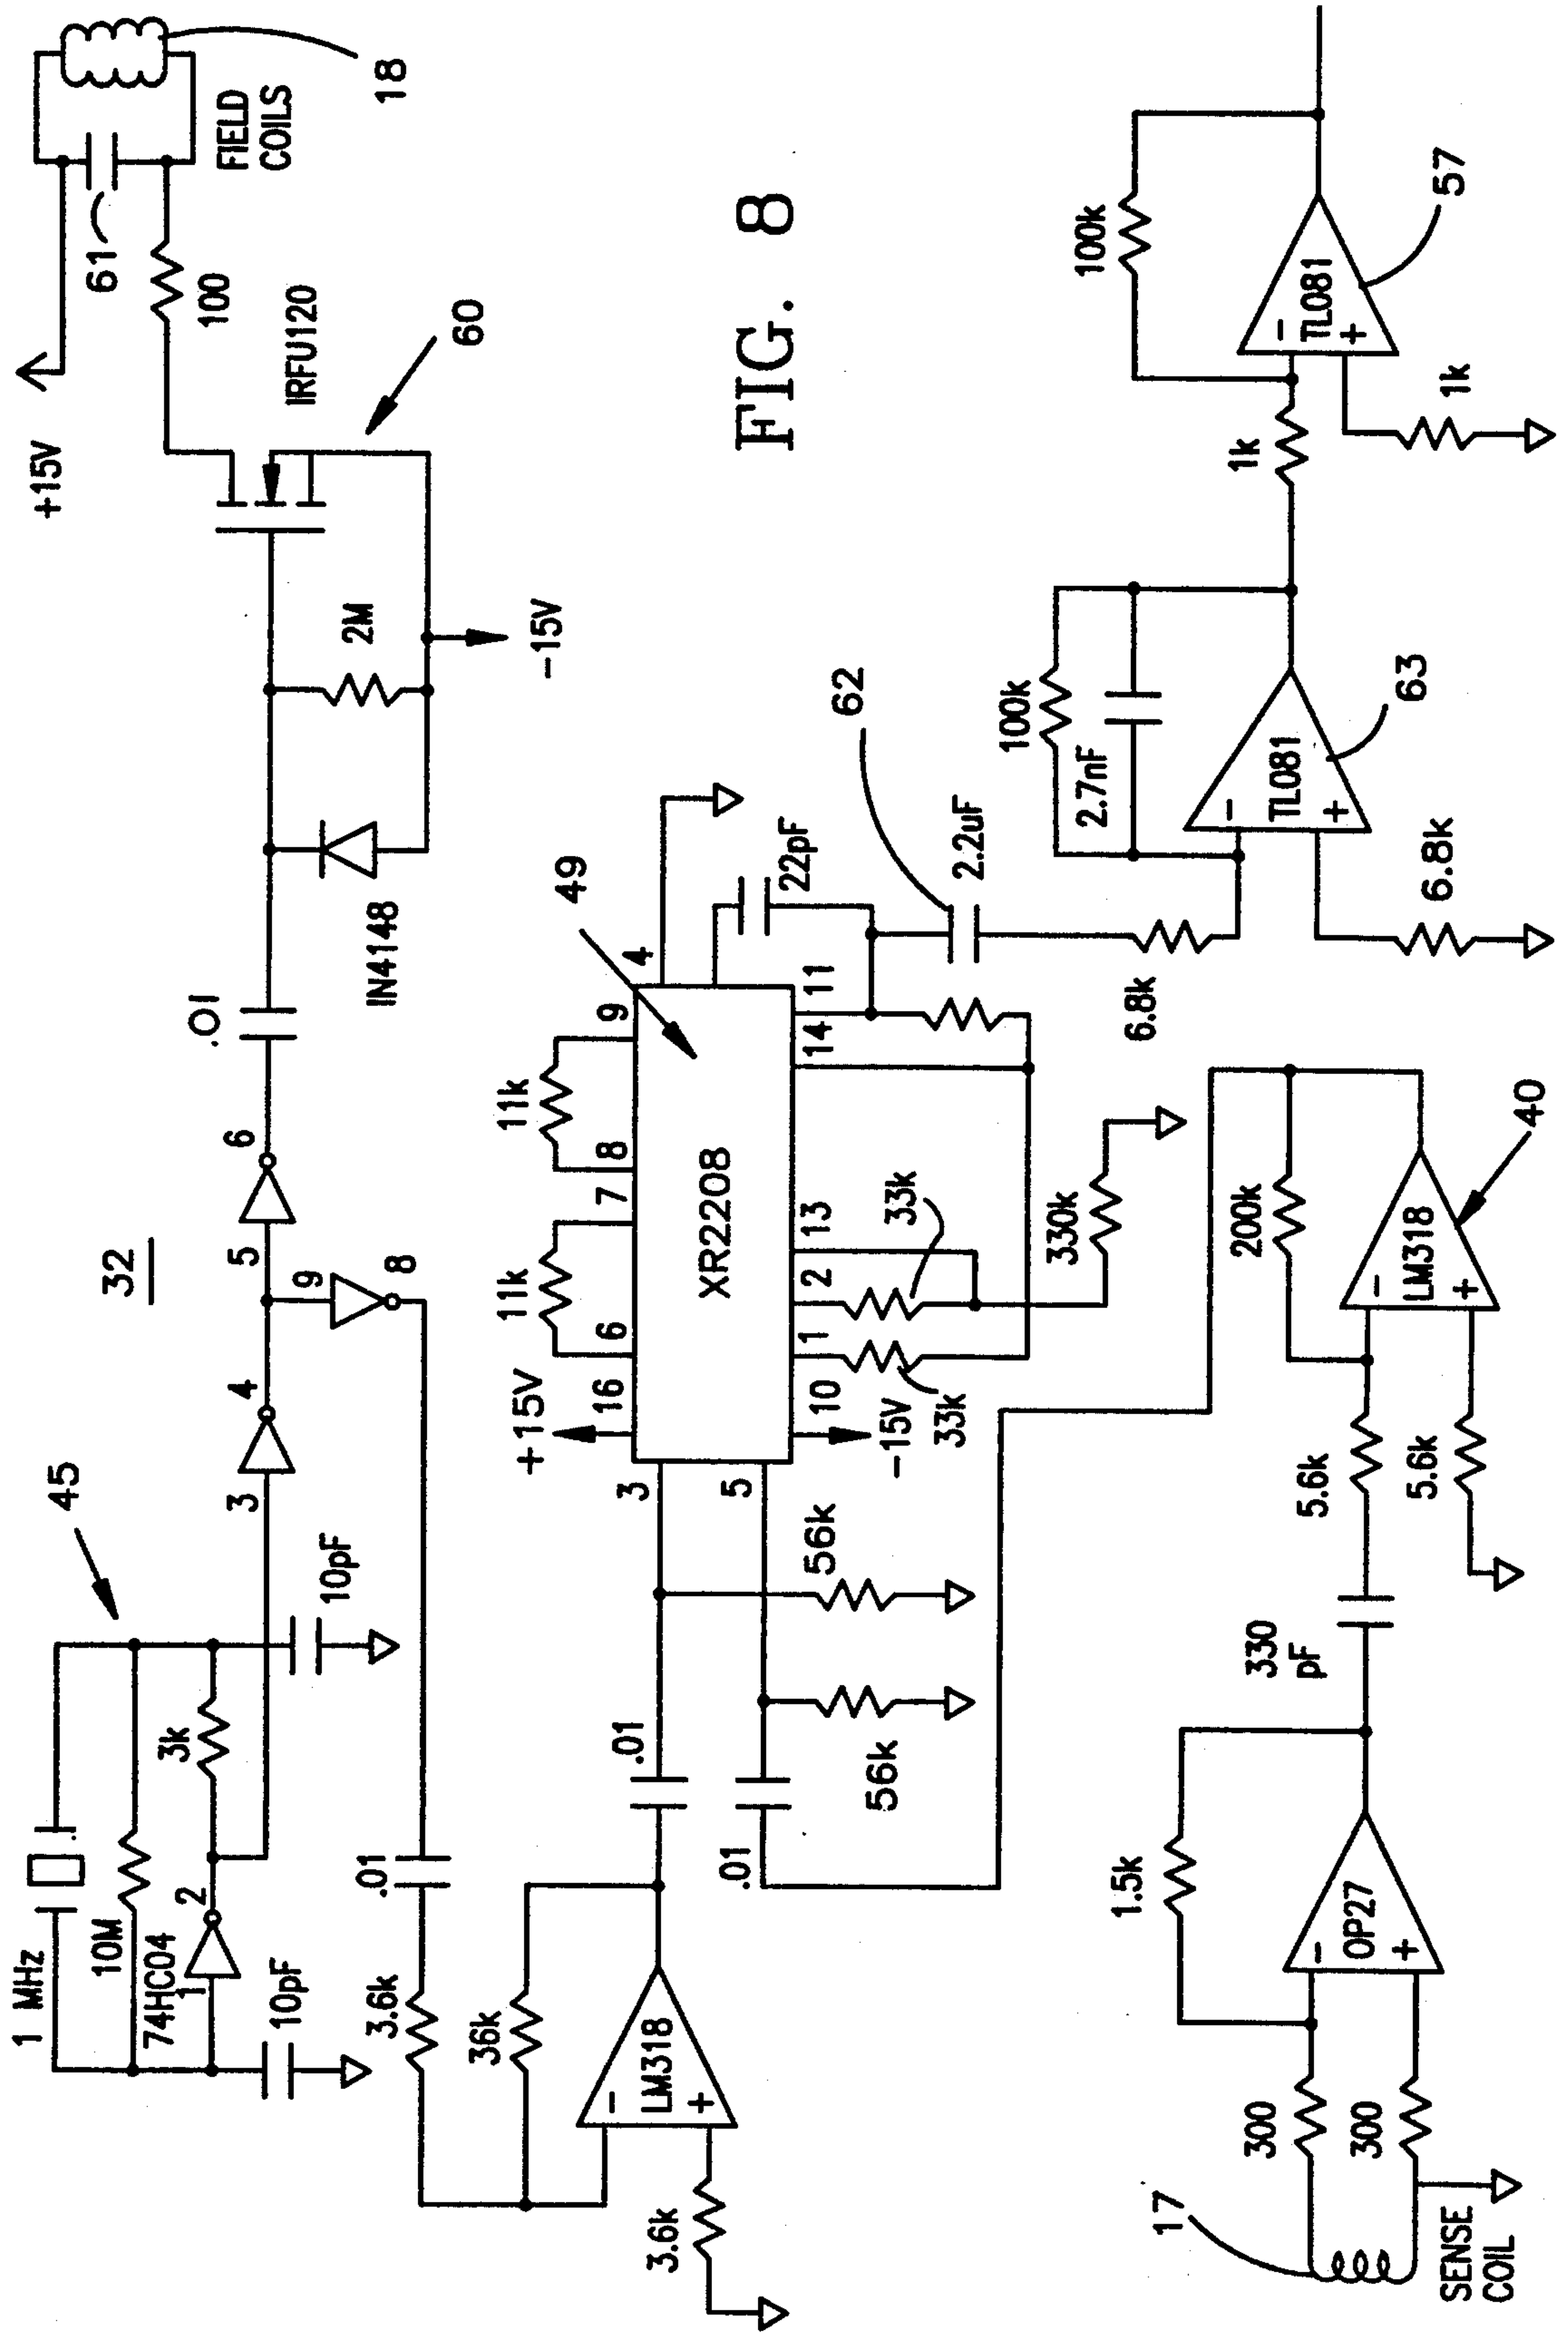 32
45
1 MHz
10M
74HC04
1
2
3k
10pF
10pF
3
4
5
6
9
8
.01
IN4148
2M
-15V
IRFU120
60
+15V
100
61
FIELD
COILS
18
.01
3.6k
36k
LM318
-
+
3.6k
.01
.01
56k
56k
3
5
+15V
16
6
11k
7
8
11k
9
4
49
XR2208
10
-15V
1
33k
2
33k
13
330k
14
11
22pF
62
2.2uF
6.8k
100k
2.7nF
-
TL081
+
63
6.8k
1k
100k
-
TL081
+
57
1k
FIG. 8
17
SENSE
COIL
300
300
1.5k
-
OP27
+
330
pF
5.6k
5.6k
200k
-
LM318
+
40